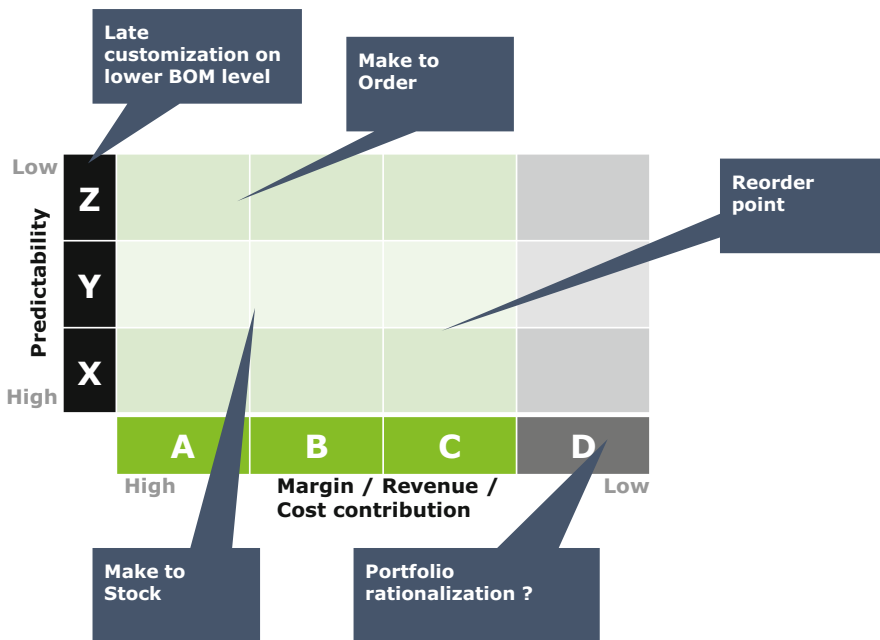 Late
customization on
lower BOM level
Make to
Order
Reorder
point
Low
Z
Predictability
Y
X
High
A
B
C
D
High
Margin / Revenue /
Cost contribution
Low
Make to
Stock
Portfolio
rationalization ?